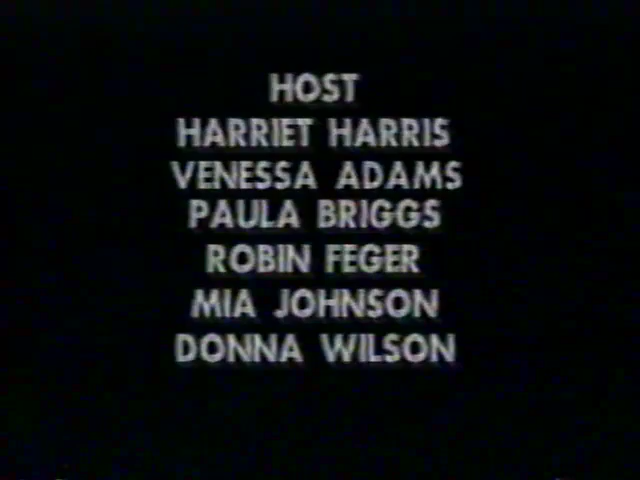 HOST
HARRIET HARRIS
VENESSA ADAMS
PAULA BRIGGS
ROBIN FEGER
MIA JOHNSON
DONNA WILSON